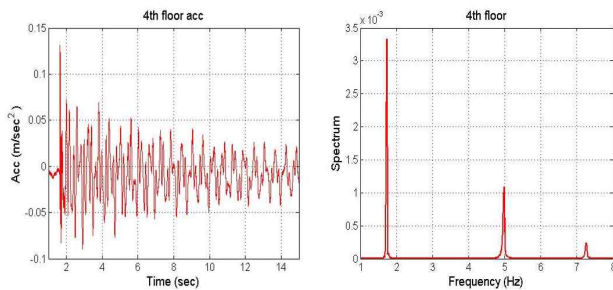 4th floor acc
0.15
0.1
0.05
0
-0.05
-0.1
Acc (m/sec²)
2 4 6 8 10 12 14
Time (sec)
4th floor
x 10⁻³
3.5
3
2.5
2
1.5
1
0.5
0
Spectrum
1 2 3 4 5 6 7 8
Frequency (Hz)